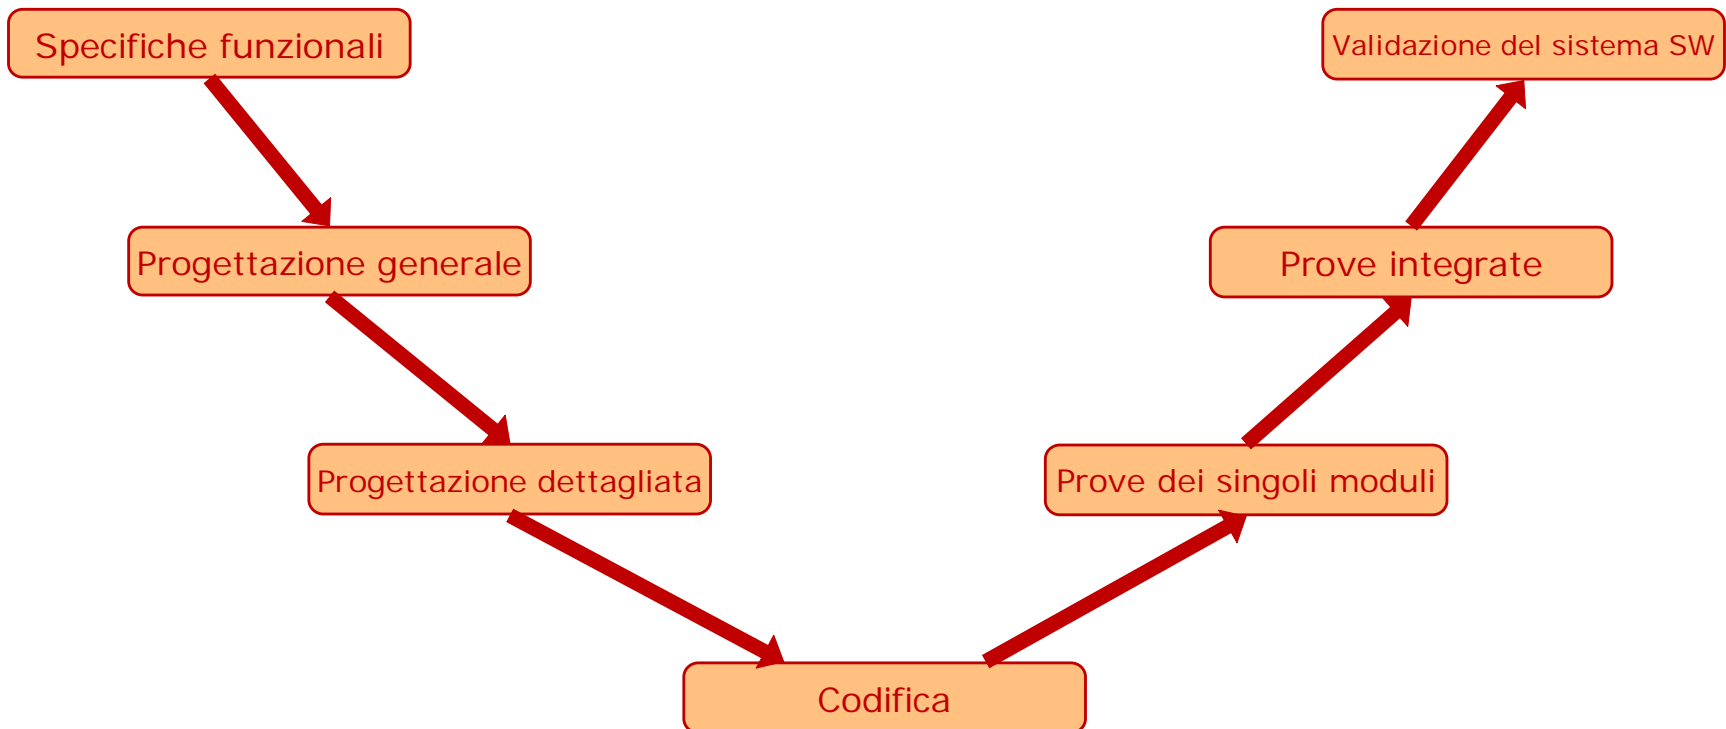 Specifiche funzionali
Validazione del sistema SW
Progettazione generale
Prove integrate
Progettazione dettagliata
Prove dei singoli moduli
Codifica